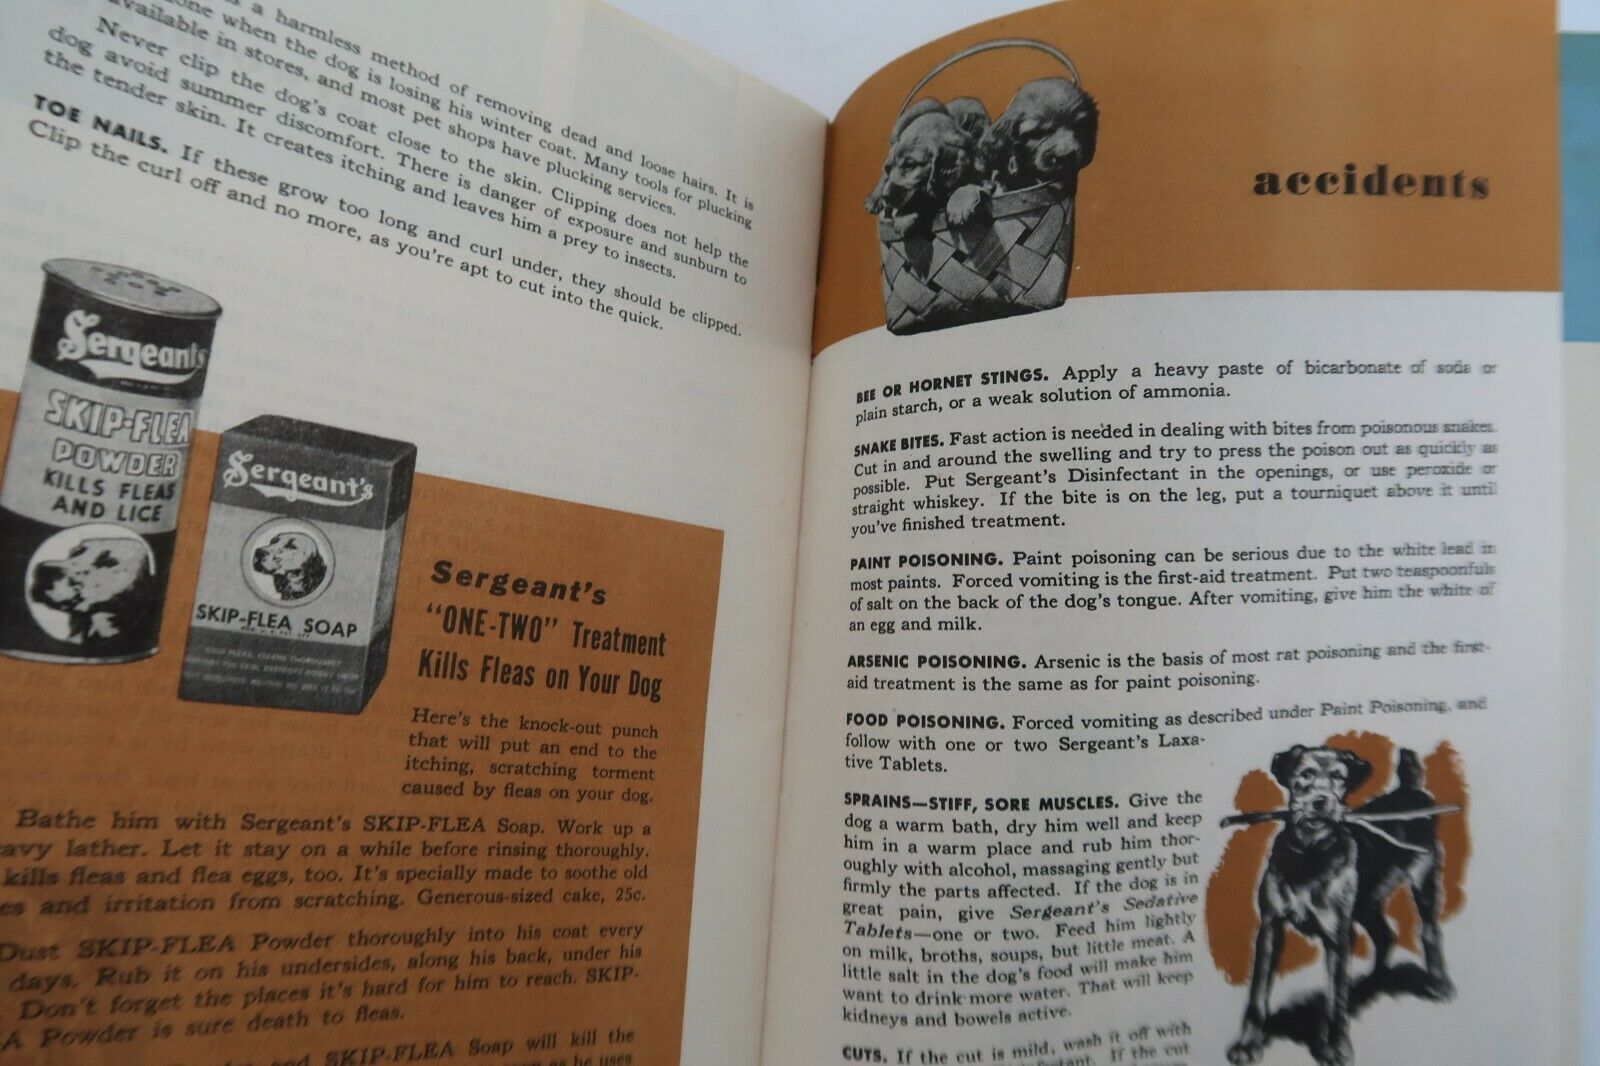 is a harmless method of removing dead and loose hairs. It is
done when the dog is losing his winter coat. Many tools for plucking
available in stores, and most pet shops have plucking services.
Never clip the dog's coat close to the skin. Clipping does not help the
dog avoid summer discomfort. There is danger of exposure and sunburn to
the tender skin. It creates itching and leaves him a prey to insects.
TOE NAILS. If these grow too long and curl under, they should be clipped.
Clip the curl off and no more, as you're apt to cut into the quick.
Sergeant's
SKIP-FLEA
POWDER
KILLS FLEAS
AND LICE
Sergeant's
SKIP-FLEA SOAP
Sergeant's
"ONE-TWO" Treatment
Kills Fleas on Your Dog
Here's the knock-out punch
that will put an end to the
itching, scratching torment
caused by fleas on your dog.
Bathe him with Sergeant's SKIP-FLEA Soap. Work up a
lather. Let it stay on a while before rinsing thoroughly.
kills fleas and flea eggs, too. It's specially made to soothe old
and irritation from scratching. Generous-sized cake, 25c.
Dust SKIP-FLEA Powder thoroughly into his coat every
days. Rub it on his undersides, along his back, under his
Don't forget the places it's hard for him to reach. SKIP-
Powder is sure death to fleas.
and SKIP-FLEA Soap will kill the
as he uses
accidents
BEE OR HORNET STINGS. Apply a heavy paste of bicarbonate of soda or
plain starch, or a weak solution of ammonia.
SNAKE BITES. Fast action is needed in dealing with bites from poisonous snakes.
Cut in and around the swelling and try to press the poison out as quickly as
possible. Put Sergeant's Disinfectant in the openings, or use peroxide or
straight whiskey. If the bite is on the leg, put a tourniquet above it until
you've finished treatment.
PAINT POISONING. Paint poisoning can be serious due to the white lead in
most paints. Forced vomiting is the first-aid treatment. Put two teaspoonfuls
of salt on the back of the dog's tongue. After vomiting, give him the white of
an egg and milk.
ARSENIC POISONING. Arsenic is the basis of most rat poisoning and the first-
aid treatment is the same as for paint poisoning.
FOOD POISONING. Forced vomiting as described under Paint Poisoning, and
follow with one or two Sergeant's Laxa-
tive Tablets.
SPRAINS—STIFF, SORE MUSCLES. Give the
dog a warm bath, dry him well and keep
him in a warm place and rub him thor-
oughly with alcohol, massaging gently but
firmly the parts affected. If the dog is in
great pain, give Sergeant's Sedative
Tablets—one or two. Feed him lightly
on milk, broths, soups, but little meat. A
little salt in the dog's food will make him
want to drink more water. That will keep
kidneys and bowels active.
CUTS. If the cut is mild, wash it off with
If the cut